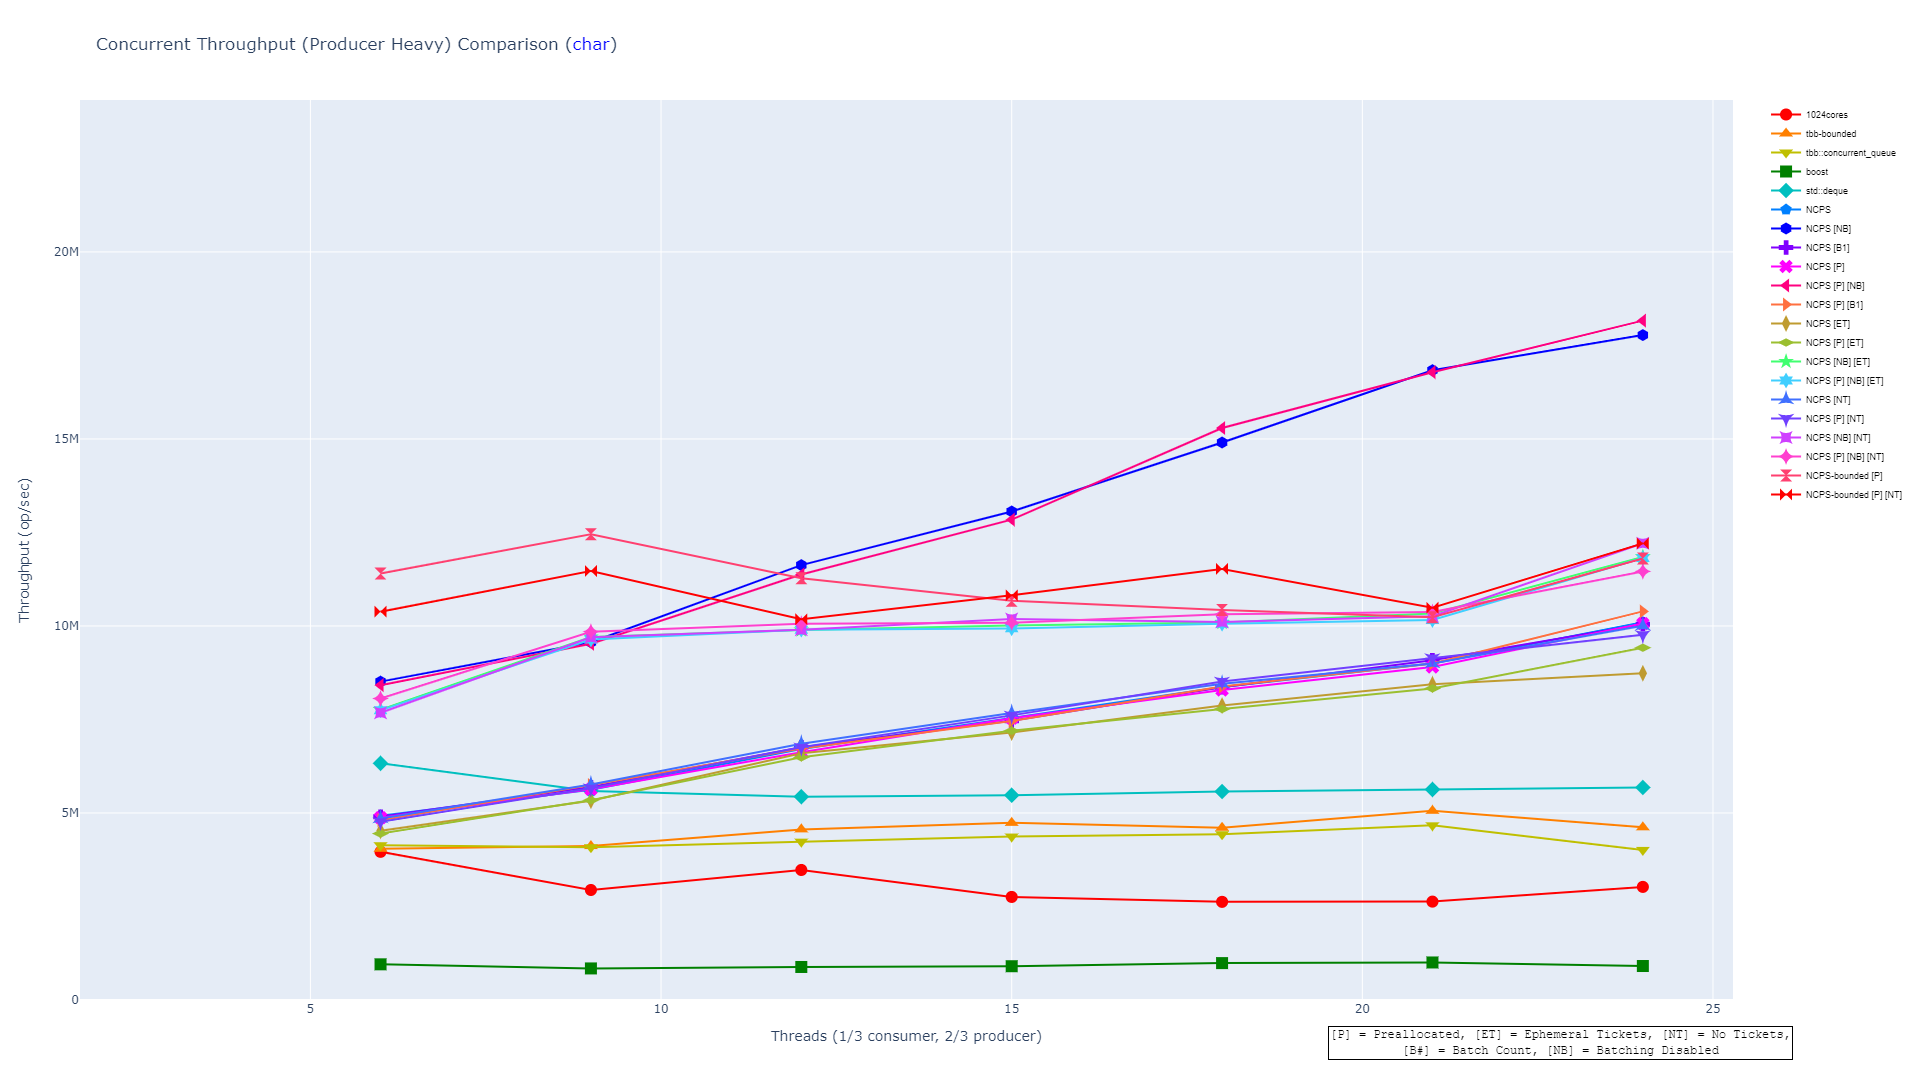 Concurrent Throughput (Producer Heavy) Comparison (char)
1024cores
tbb-bounded
tbb::concurrent_queue
boost
std::deque
NCPS
NCPS [NB]
NCPS [B1]
NCPS [P]
NCPS [P] [NB]
NCPS [P] [B1]
NCPS [ET]
NCPS [P] [ET]
NCPS [NB] [ET]
NCPS [P] [NB] [ET]
NCPS [NT]
NCPS [P] [NT]
NCPS [NB] [NT]
NCPS [P] [NB] [NT]
NCPS-bounded [P]
NCPS-bounded [P] [NT]
20M
15M
10M
5M
0
Throughput (op/sec)
5
10
15
20
25
Threads (1/3 consumer, 2/3 producer)
[P] = Preallocated, [ET] = Ephemeral Tickets, [NT] = No Tickets,
[B#] = Batch Count, [NB] = Batching Disabled